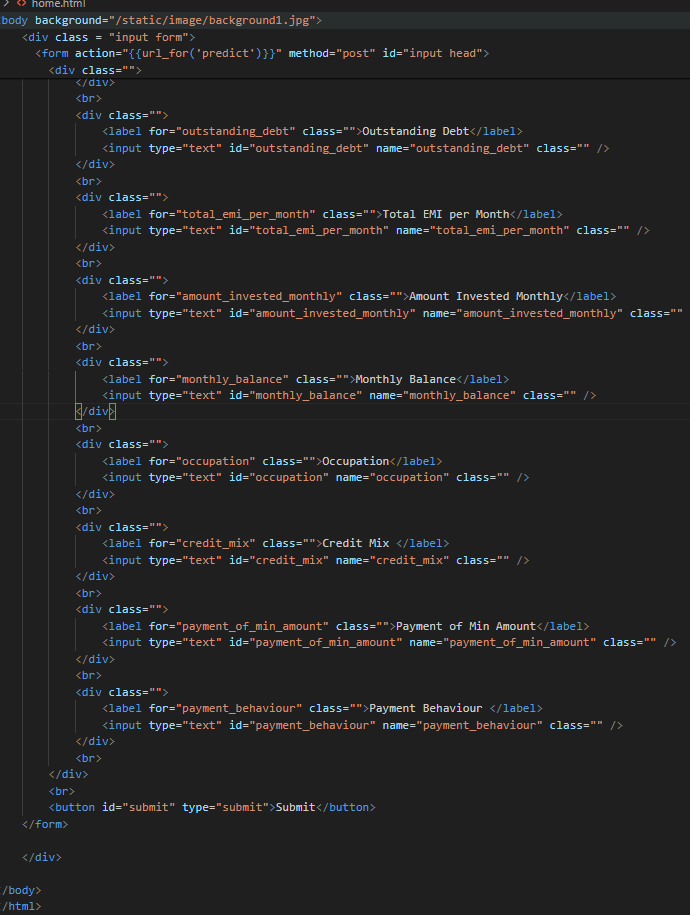 home.html
body background="/static/image/background1.jpg">
<div class = "input form">
<form action="{{url_for('predict')}}" method="post" id="input head">
<div class="">
</div>
<br>
<div class="">
<label for="outstanding_debt" class="">Outstanding Debt</label>
<input type="text" id="outstanding_debt" name="outstanding_debt" class="" />
</div>
<br>
<div class="">
<label for="total_emi_per_month" class="">Total EMI per Month</label>
<input type="text" id="total_emi_per_month" name="total_emi_per_month" class="" />
</div>
<br>
<div class="">
<label for="amount_invested_monthly" class="">Amount Invested Monthly</label>
<input type="text" id="amount_invested_monthly" name="amount_invested_monthly" class=""
</div>
<br>
<div class="">
<label for="monthly_balance" class="">Monthly Balance</label>
<input type="text" id="monthly_balance" name="monthly_balance" class="" />
</div>
<br>
<div class="">
<label for="occupation" class="">Occupation</label>
<input type="text" id="occupation" name="occupation" class="" />
</div>
<br>
<div class="">
<label for="credit_mix" class="">Credit Mix </label>
<input type="text" id="credit_mix" name="credit_mix" class="" />
</div>
<br>
<div class="">
<label for="payment_of_min_amount" class="">Payment of Min Amount</label>
<input type="text" id="payment_of_min_amount" name="payment_of_min_amount" class="" />
</div>
<br>
<div class="">
<label for="payment_behaviour" class="">Payment Behaviour </label>
<input type="text" id="payment_behaviour" name="payment_behaviour" class="" />
</div>
<br>
</div>
<br>
<button id="submit" type="submit">Submit</button>
</form>
</div>
/body>
/html>